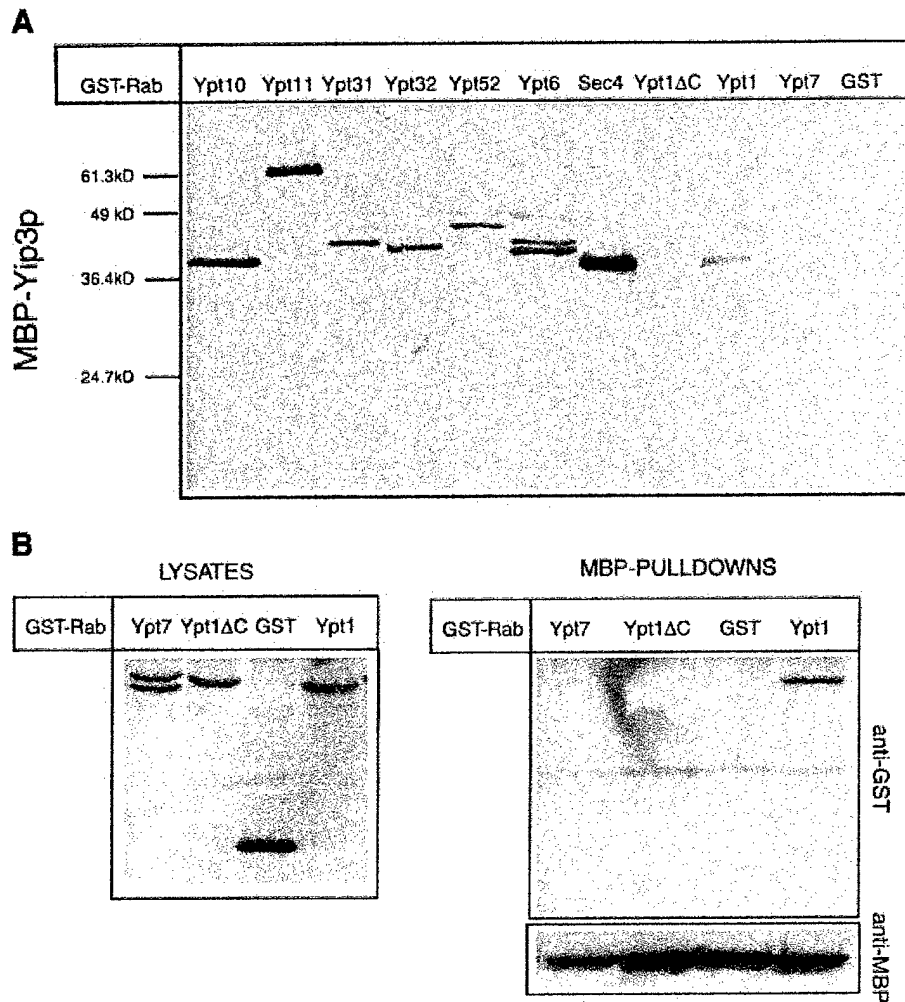 A
GST-Rab Ypt10 Ypt11 Ypt31 Ypt32 Ypt52 Ypt6 Sec4 Ypt1ΔC Ypt1 Ypt7 GST
MBP-Yip3p
61.3kD
49 kD
36.4kD
24.7kD
B
LYSATES
GST-Rab Ypt7 Ypt1ΔC GST Ypt1
MBP-PULLDOWNS
GST-Rab Ypt7 Ypt1ΔC GST Ypt1
anti-GST
anti-MBP